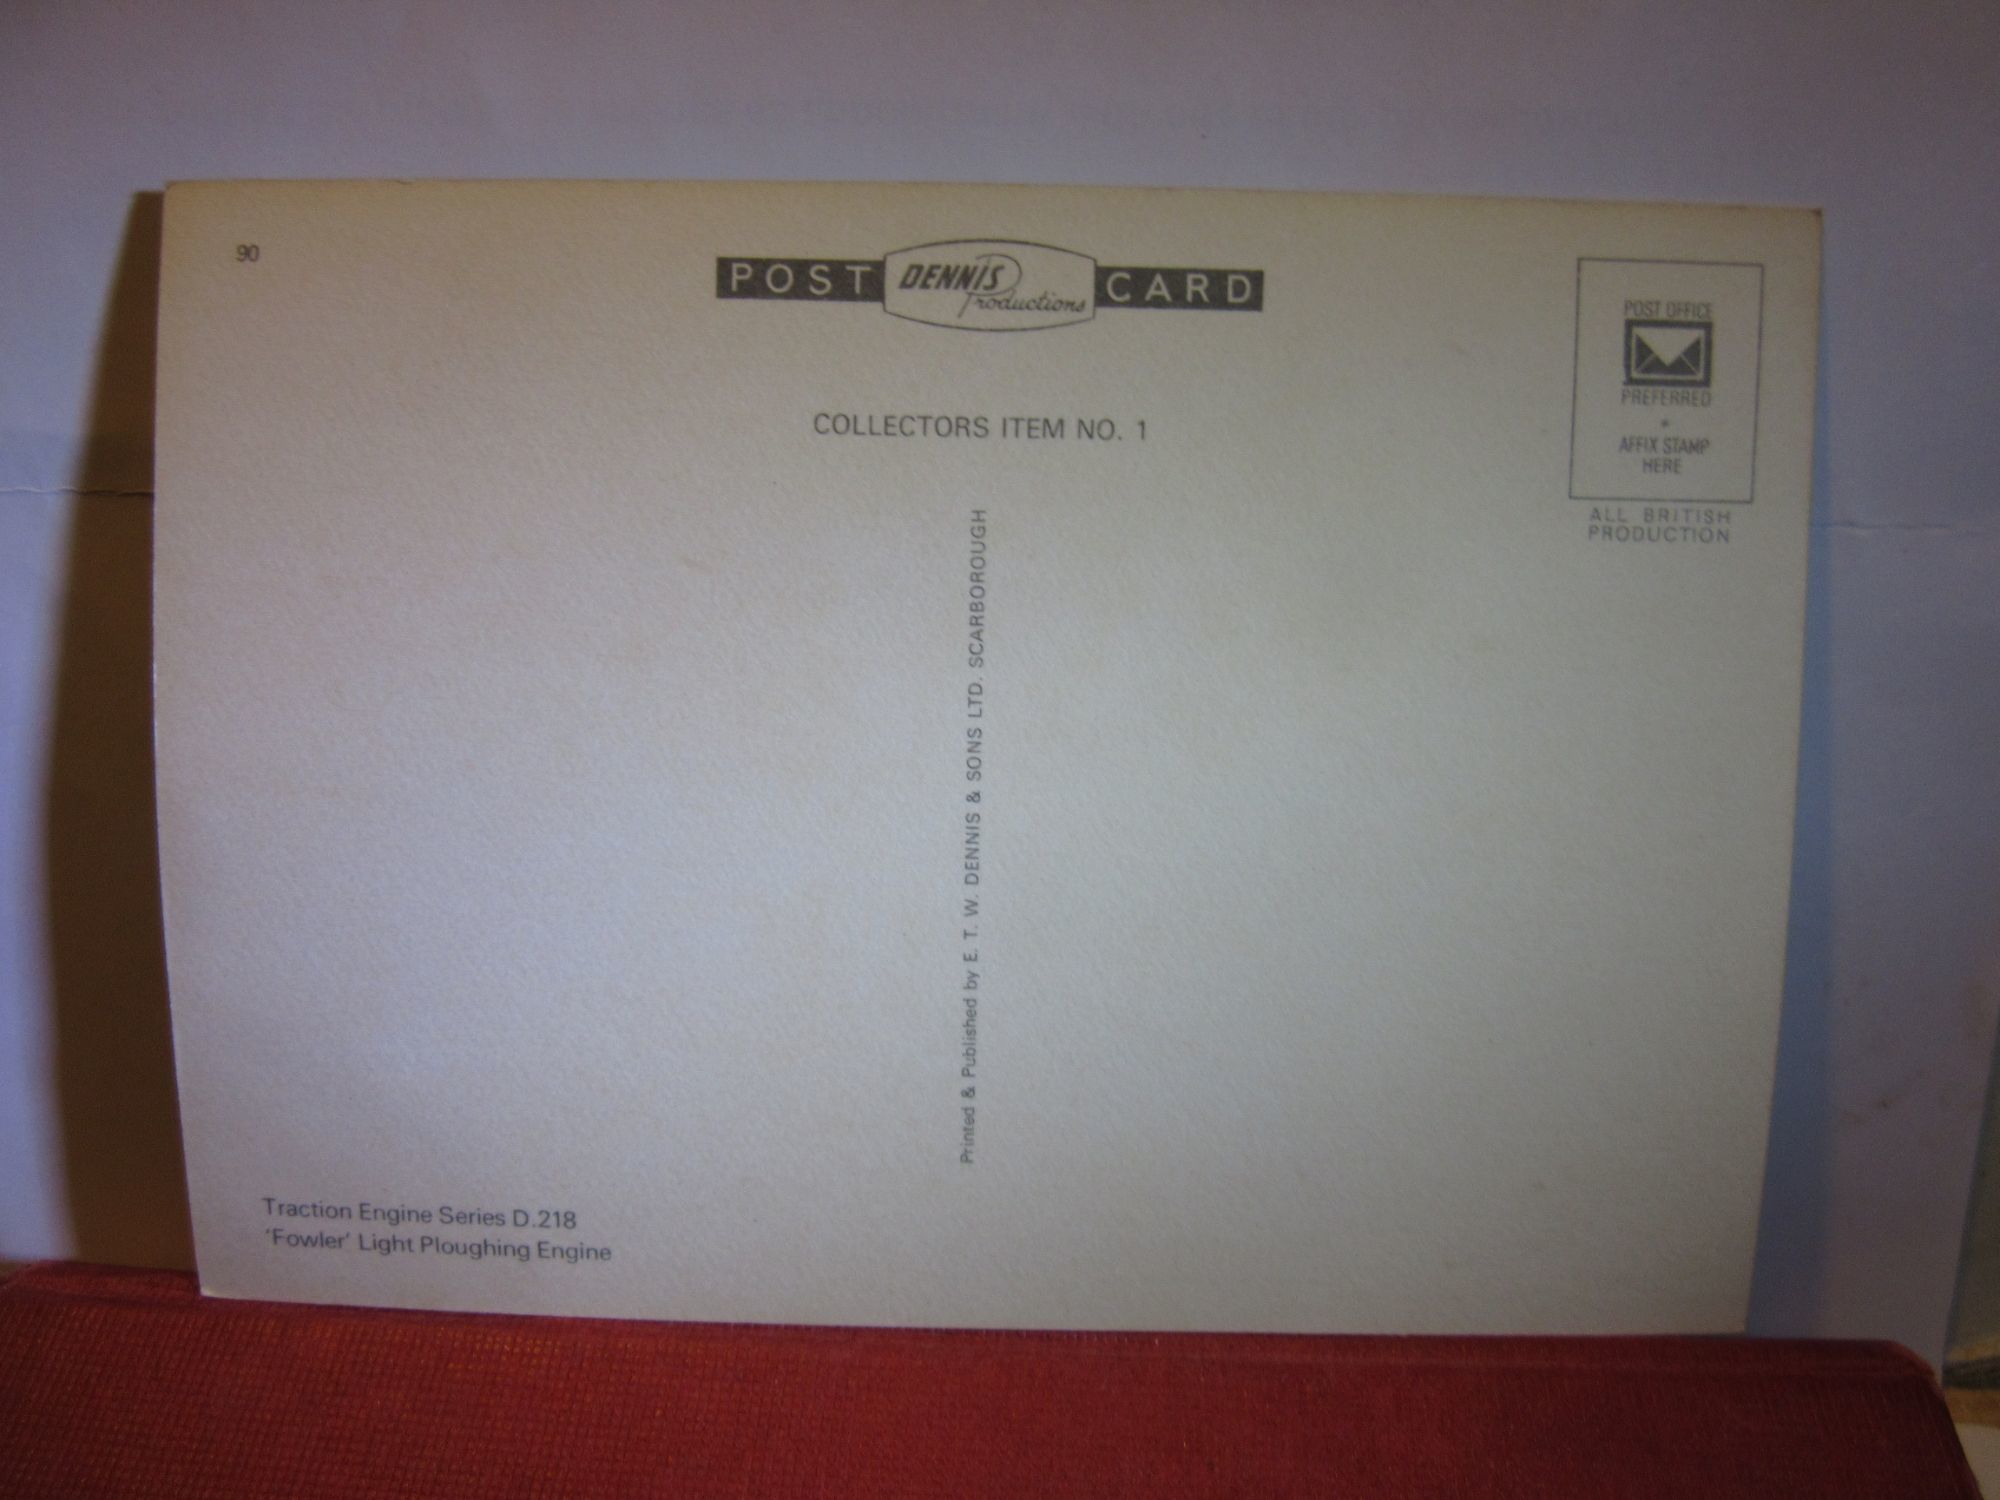 90
POST DENNIS Productions CARD
COLLECTORS ITEM NO. 1
POST OFFICE
PREFERRED
AFFIX STAMP
HERE
ALL BRITISH
PRODUCTION
Printed & Published by E. T. W. DENNIS & SONS LTD. SCARBOROUGH
Traction Engine Series D.218
'Fowler' Light Ploughing Engine